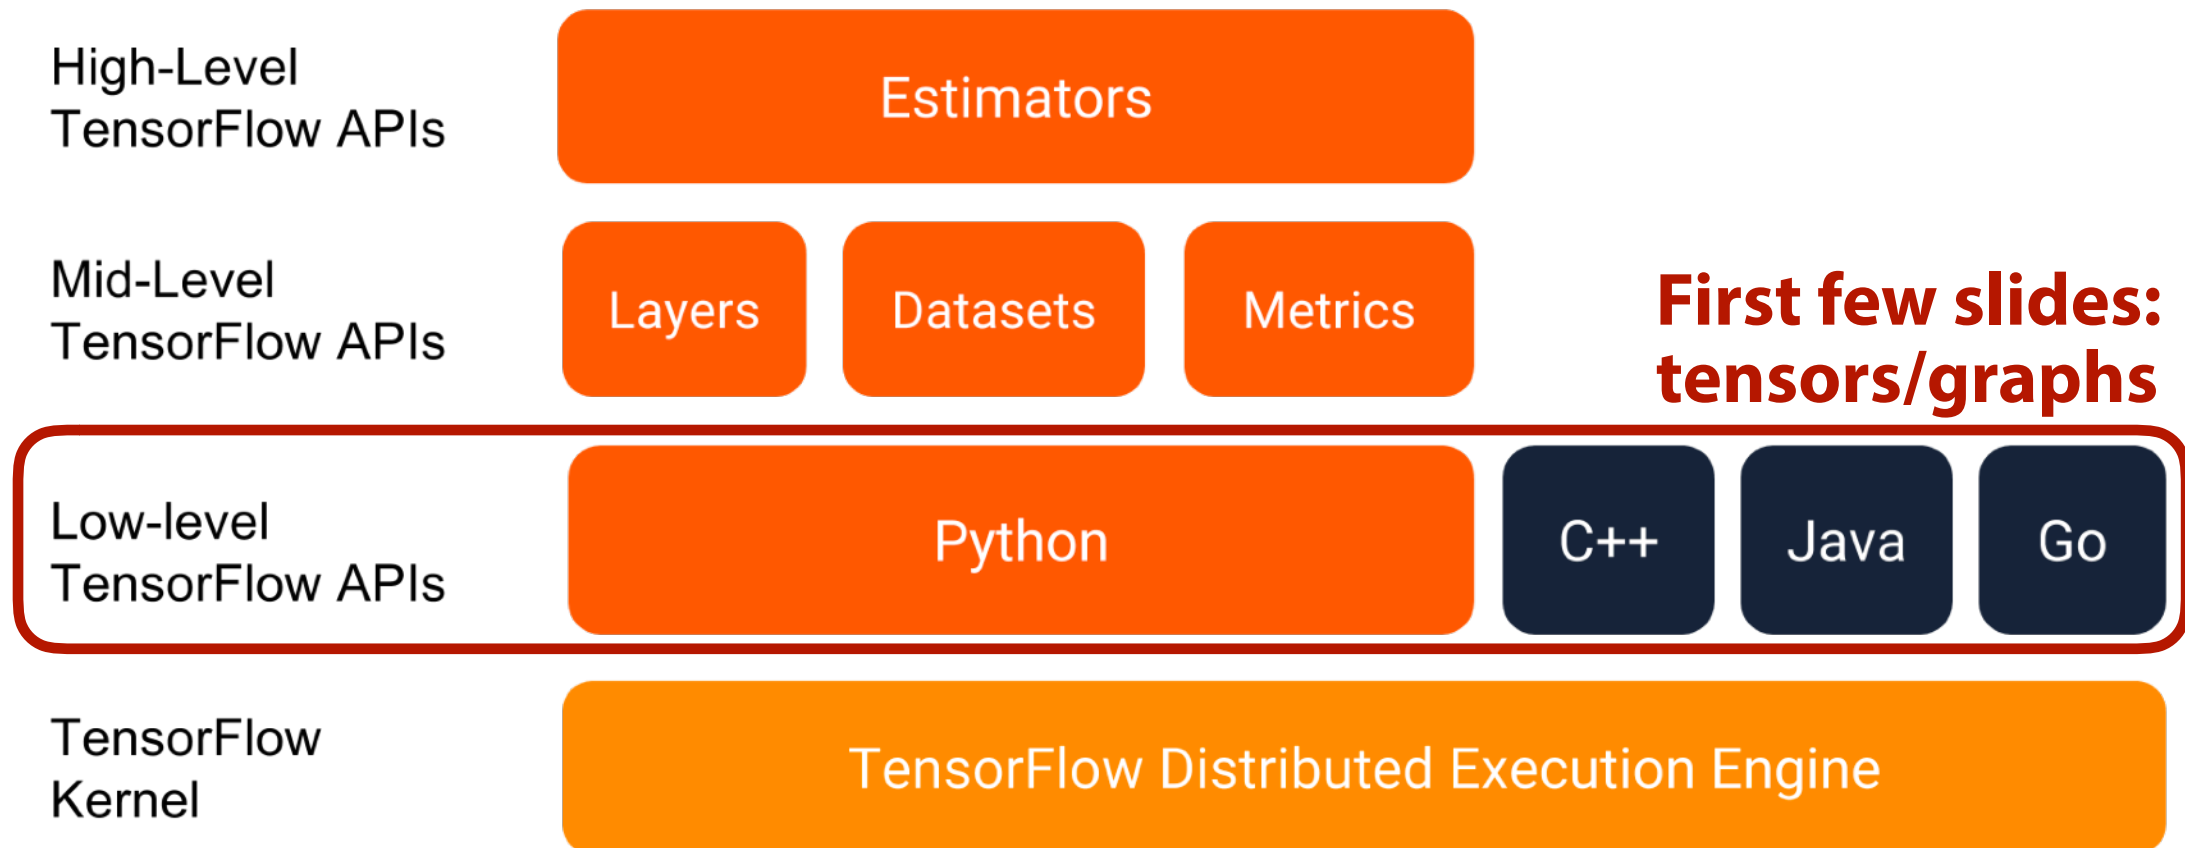 High-Level
TensorFlow APIs
Estimators
Mid-Level
TensorFlow APIs
Layers
Datasets
Metrics
First few slides:
tensors/graphs
Low-level
TensorFlow APIs
Python
C++
Java
Go
TensorFlow
Kernel
TensorFlow Distributed Execution Engine